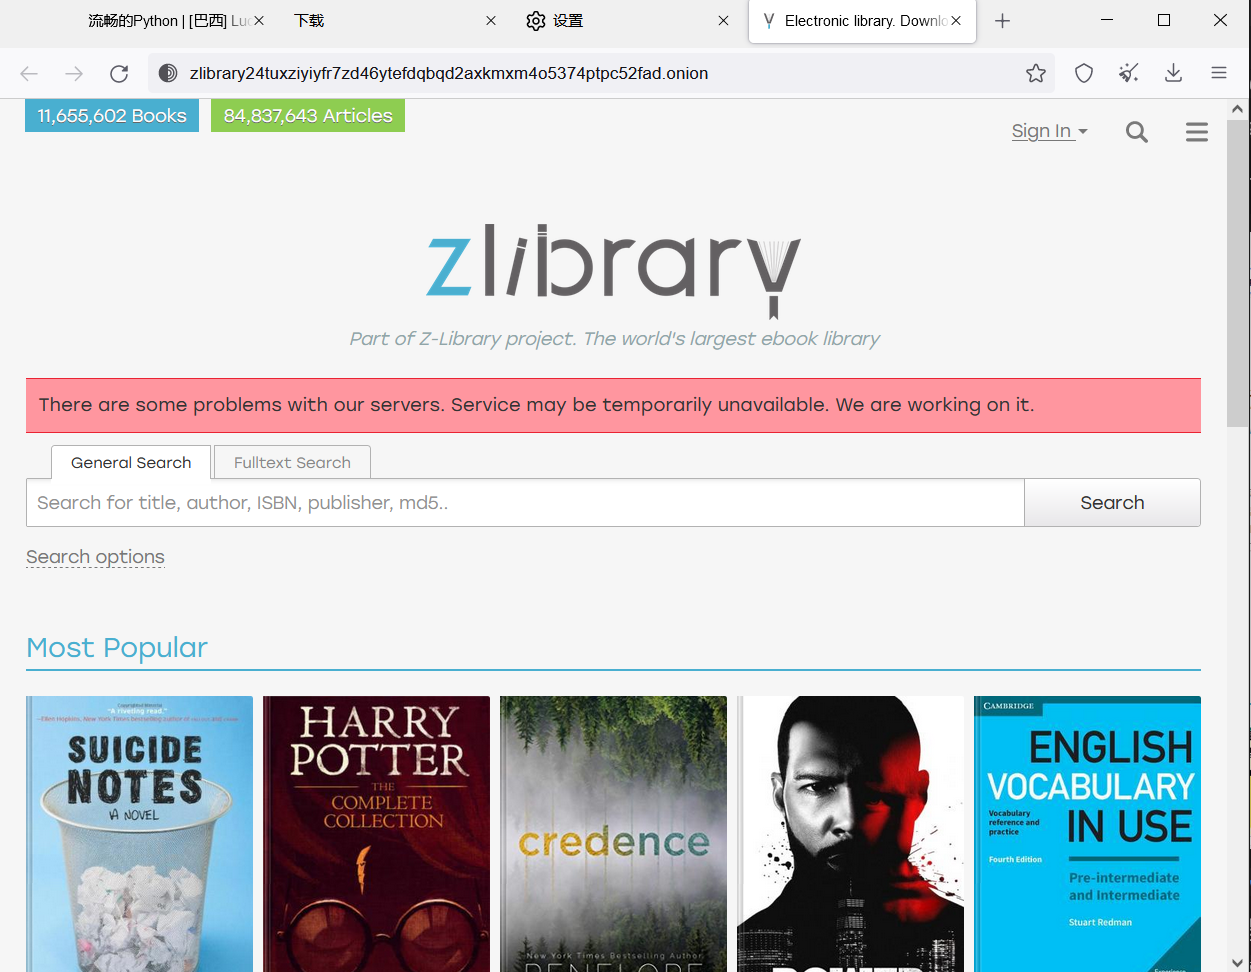 流畅的Python | [巴西] Luc
下载
设置
Electronic library. Downlo
zlibrary24tuxziyiyfr7zd46ytefdqbqd2axkmxm4o5374ptpc52fad.onion
11,655,602 Books
84,837,643 Articles
Sign In
zlibrary
Part of Z-Library project. The world's largest ebook library
There are some problems with our servers. Service may be temporarily unavailable. We are working on it.
General Search
Fulltext Search
Search for title, author, ISBN, publisher, md5..
Search
Search options
Most Popular
"A riveting read."
—Ellen Hopkins, New York Times bestselling author of
SUICIDE
NOTES
A NOVEL
HARRY
POTTER
THE
COMPLETE
COLLECTION
credence
New York Times Bestselling Author
PENELOPE
POWER
CAMBRIDGE
ENGLISH
VOCABULARY
IN USE
Vocabulary
reference and
practice
Fourth Edition
Pre-intermediate
and Intermediate
Stuart Redman
Experience